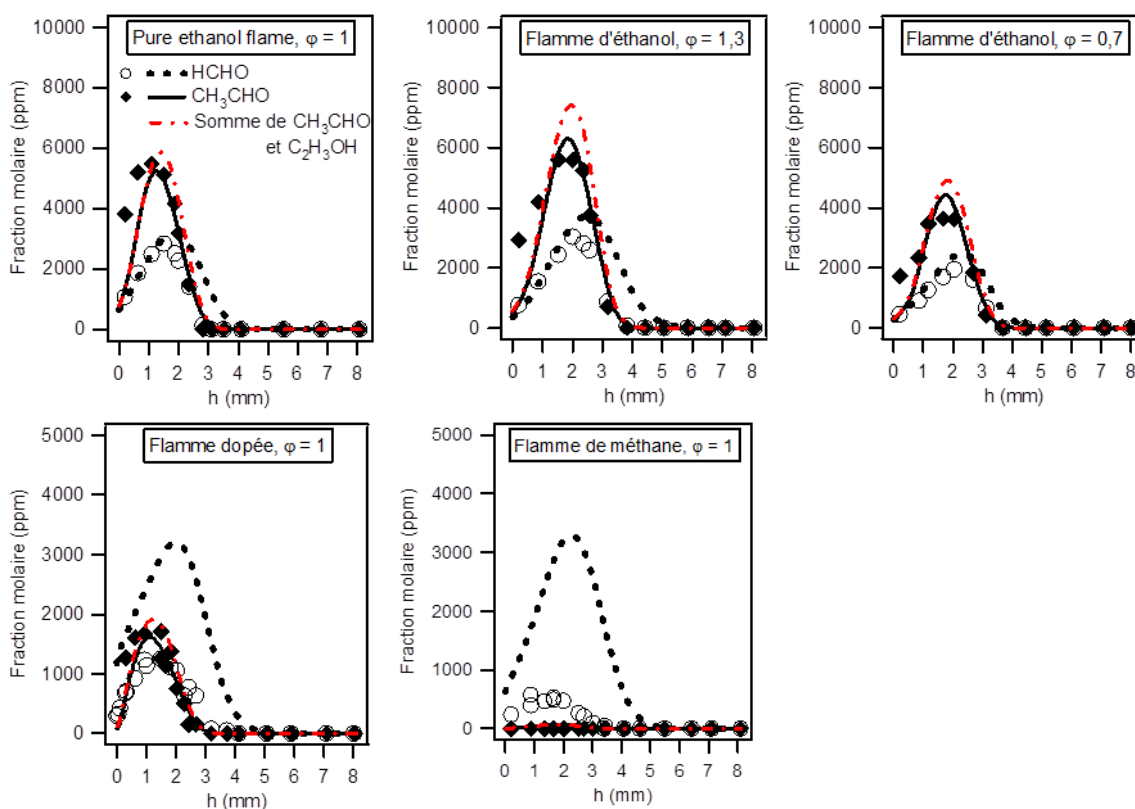 Pure ethanol flame, φ = 1
HCHO
CH₃CHO
Somme de CH₃CHO
et C₂H₃OH
Fraction molaire (ppm)
10000
8000
6000
4000
2000
0
0 1 2 3 4 5 6 7 8
h (mm)
Flamme d'éthanol, φ = 1,3
Fraction molaire (ppm)
10000
8000
6000
4000
2000
0
0 1 2 3 4 5 6 7 8
h (mm)
Flamme d'éthanol, φ = 0,7
Fraction molaire (ppm)
10000
8000
6000
4000
2000
0
0 1 2 3 4 5 6 7 8
h (mm)
Flamme dopée, φ = 1
Fraction molaire (ppm)
5000
4000
3000
2000
1000
0
0 1 2 3 4 5 6 7 8
h (mm)
Flamme de méthane, φ = 1
Fraction molaire (ppm)
5000
4000
3000
2000
1000
0
0 1 2 3 4 5 6 7 8
h (mm)